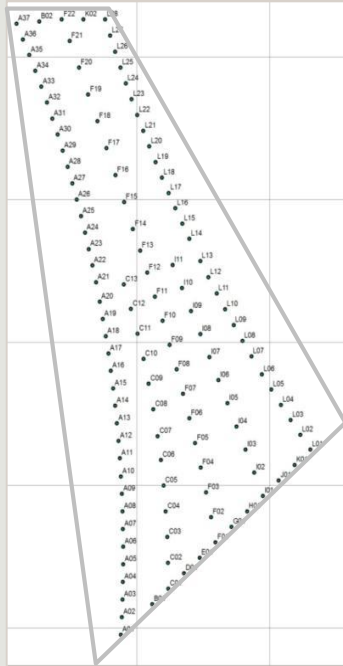 A37 B02 F22 K02
A36 F21
A35 L26
A34 F20 L25
A33 L24
A32 F19 L23
A31 F18 L22
A30 L21
A29 F17 L20
A28 L19
A27 F16 L18
A26 L17
A25 F15 L16
A24 F14 L15
A23 L14
A22 F13 I11 L13
A21 C13 F12 L12
A20 F11 I10 L11
A19 C12 F10 I09 L10
A18 C11 I08 L09
A17 C10 F09 L08
A16 F08 I07 L07
A15 C09 I06 L06
A14 C08 F07 I05 L05
A13 F06 I04 L04
A12 C07 L03
A11 C06 F05 I03 L02
A10 F04 I02
A09 C05 F03
A08 C04
A07 C03 F02
A06
A05 C02
A04
A03
A02